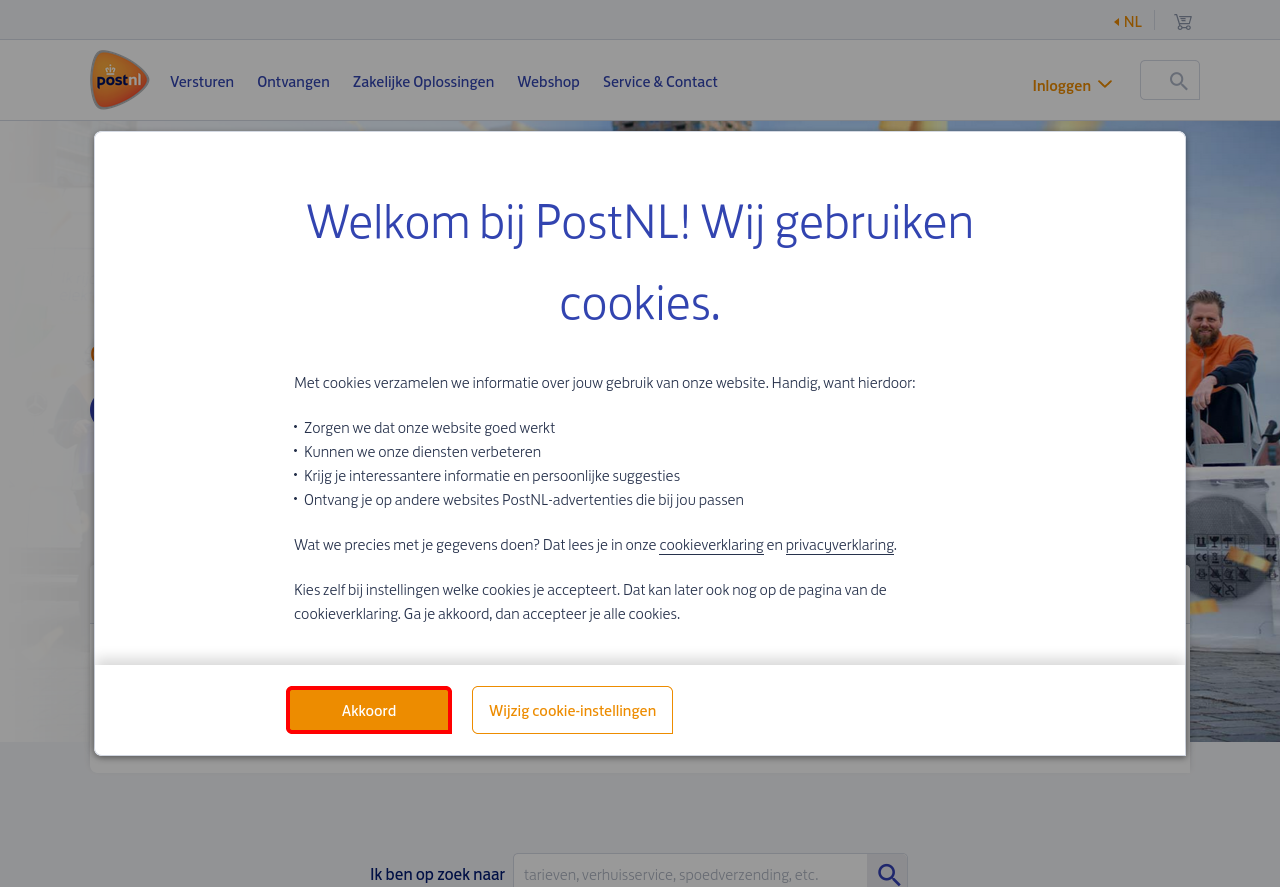 NL
postnl
Versturen
Ontvangen
Zakelijke Oplossingen
Webshop
Service & Contact
Inloggen
Welkom bij PostNL! Wij gebruiken
cookies.
Met cookies verzamelen we informatie over jouw gebruik van onze website. Handig, want hierdoor:
• Zorgen we dat onze website goed werkt
• Kunnen we onze diensten verbeteren
• Krijg je interessantere informatie en persoonlijke suggesties
• Ontvang je op andere websites PostNL-advertenties die bij jou passen
Wat we precies met je gegevens doen? Dat lees je in onze cookieverklaring en privacyverklaring.
Kies zelf bij instellingen welke cookies je accepteert. Dat kan later ook nog op de pagina van de
cookieverklaring. Ga je akkoord, dan accepteer je alle cookies.
Akkoord
Wijzig cookie-instellingen
Ik ben op zoek naar
tarieven, verhuisservice, spoedverzending, etc.